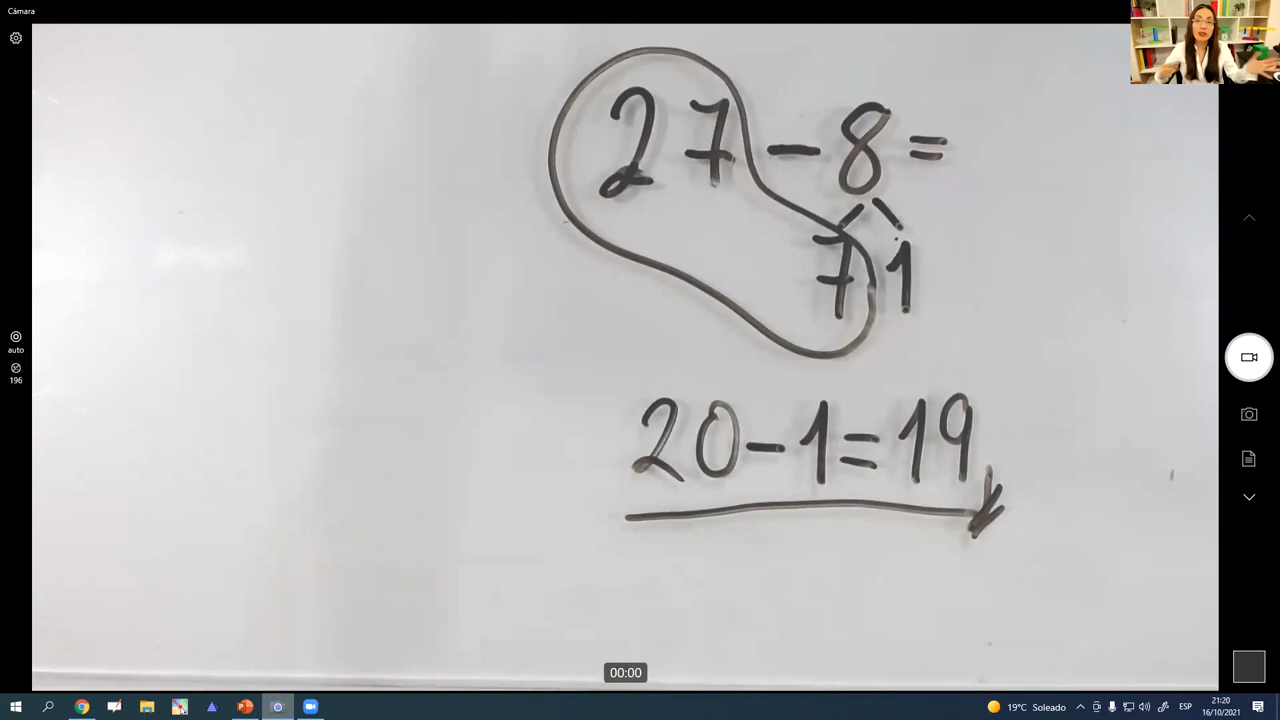 Cámara
27-8=
7 1
auto
196
20-1=19
00:00
19°C Soleado
ESP
21:20
16/10/2021